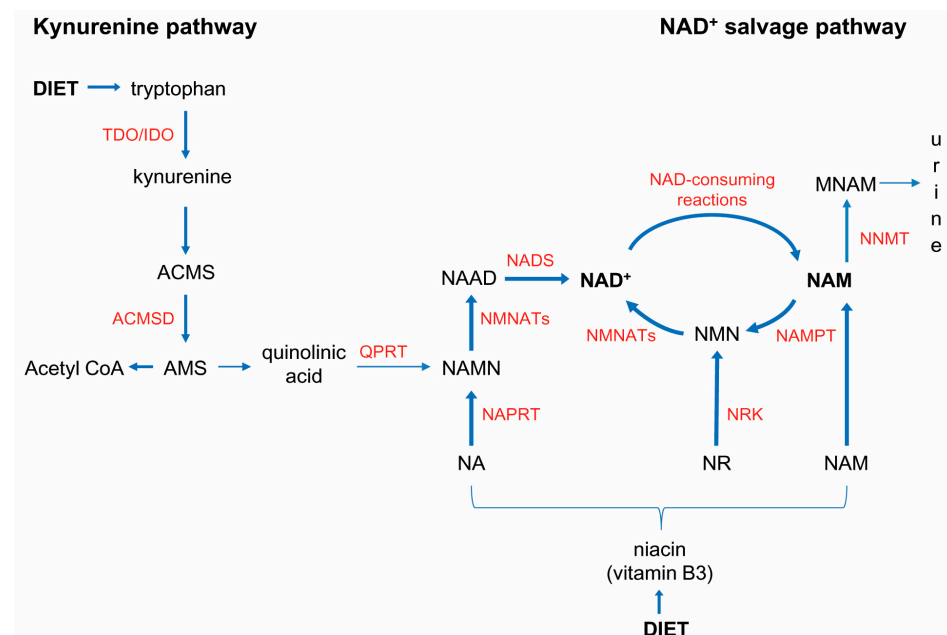 Kynurenine pathway
NAD⁺ salvage pathway
DIET
tryptophan
TDO/IDO
kynurenine
ACMS
ACMSD
Acetyl CoA
AMS
quinolinic
acid
QPRT
NAMN
NAAD
NADS
NMNATs
NAPRT
NA
NAD⁺
NAD-consuming
reactions
NAM
NMNATs
NMN
NAMPT
NRK
NR
NAM
MNAM
NNMT
urine
niacin
(vitamin B3)
DIET